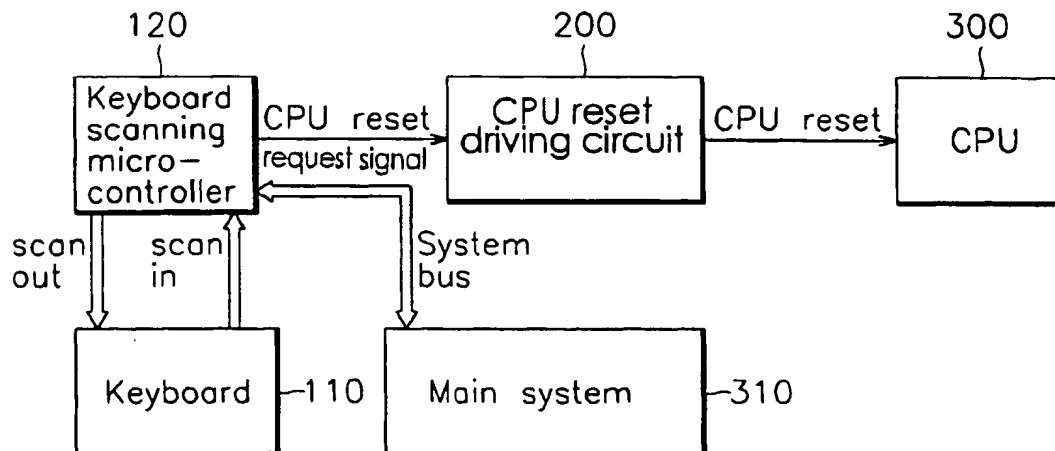 120
200
300
Keyboard
scanning
micro-
controller
CPU reset
request signal
CPU reset
driving circuit
CPU reset
CPU
scan
out
scan
in
System
bus
Keyboard
110
Main system
310